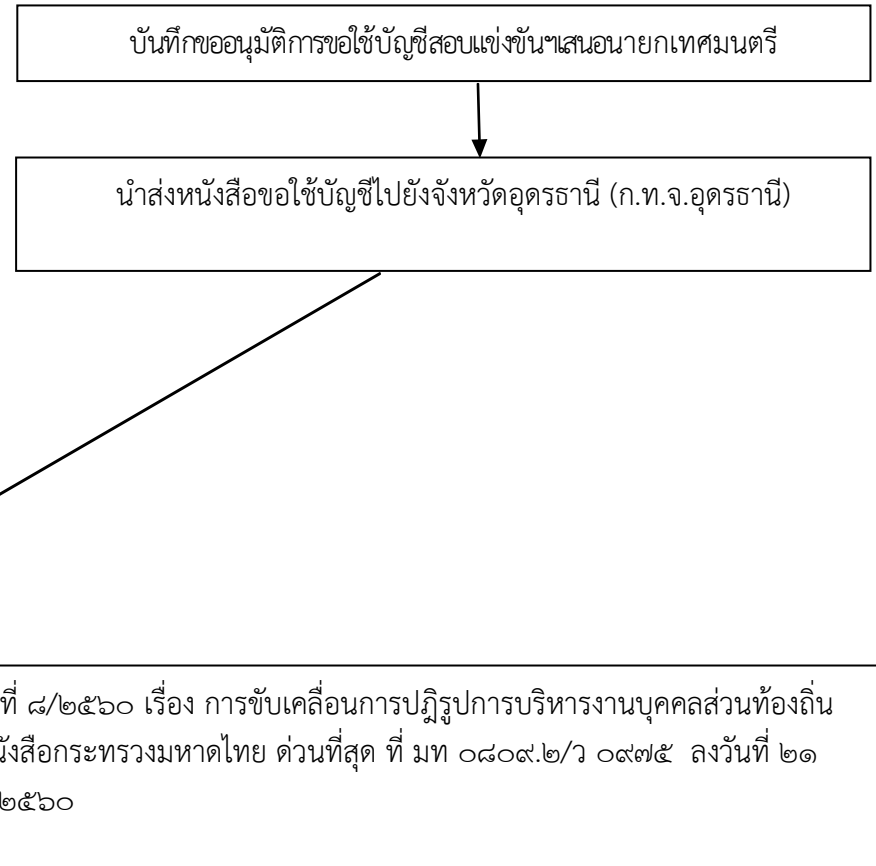 บันทึกขออนุมัติการขอใช้บัญชีสอบแข่งขันฯเสนอนายกเทศมนตรี
นำส่งหนังสือขอใช้บัญชีไปยังจังหวัดอุดรธานี (ก.ท.จ.อุดรธานี)
ที่ ๘/๒๕๖๐ เรื่อง การขับเคลื่อนการปฎิรูปการบริหารงานบุคคลส่วนท้องถิ่น
นังสือกระทรวงมหาดไทย ด่วนที่สุด ที่ มท ๐๘๐๙.๒/ว ๐๙๗๕ ลงวันที่ ๒๑
๒๕๖๐